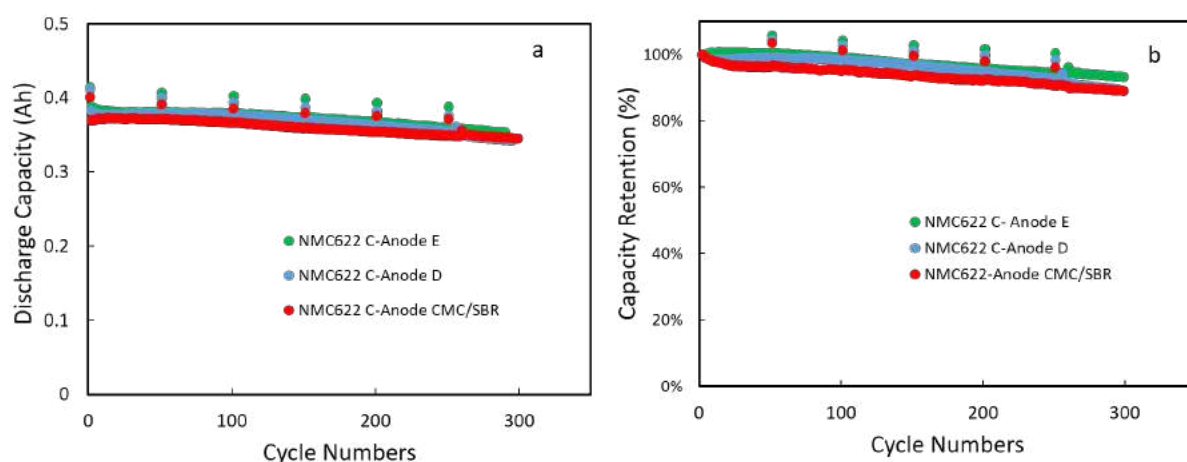 0.5
0.4
0.3
0.2
0.1
0
0
100
200
300
Discharge Capacity (Ah)
Cycle Numbers
a
NMC622 C-Anode E
NMC622 C-Anode D
NMC622 C-Anode CMC/SBR
100%
80%
60%
40%
20%
0%
0
100
200
300
Capacity Retention (%)
Cycle Numbers
b
NMC622 C- Anode E
NMC622 C-Anode D
NMC622-Anode CMC/SBR